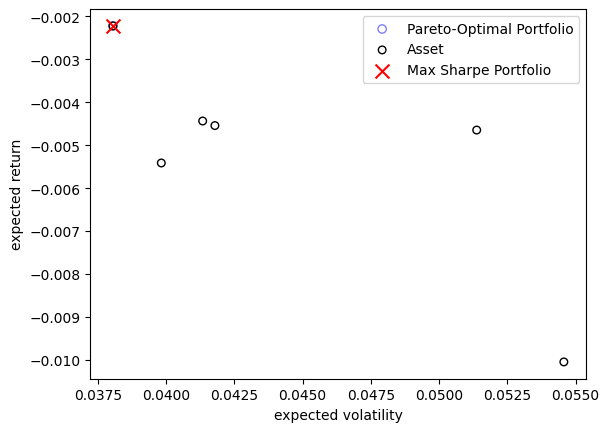 −0.002
−0.003
−0.004
−0.005
−0.006
−0.007
−0.008
−0.009
−0.010
expected return
Pareto-Optimal Portfolio
Asset
Max Sharpe Portfolio
0.0375 0.0400 0.0425 0.0450 0.0475 0.0500 0.0525 0.0550
expected volatility